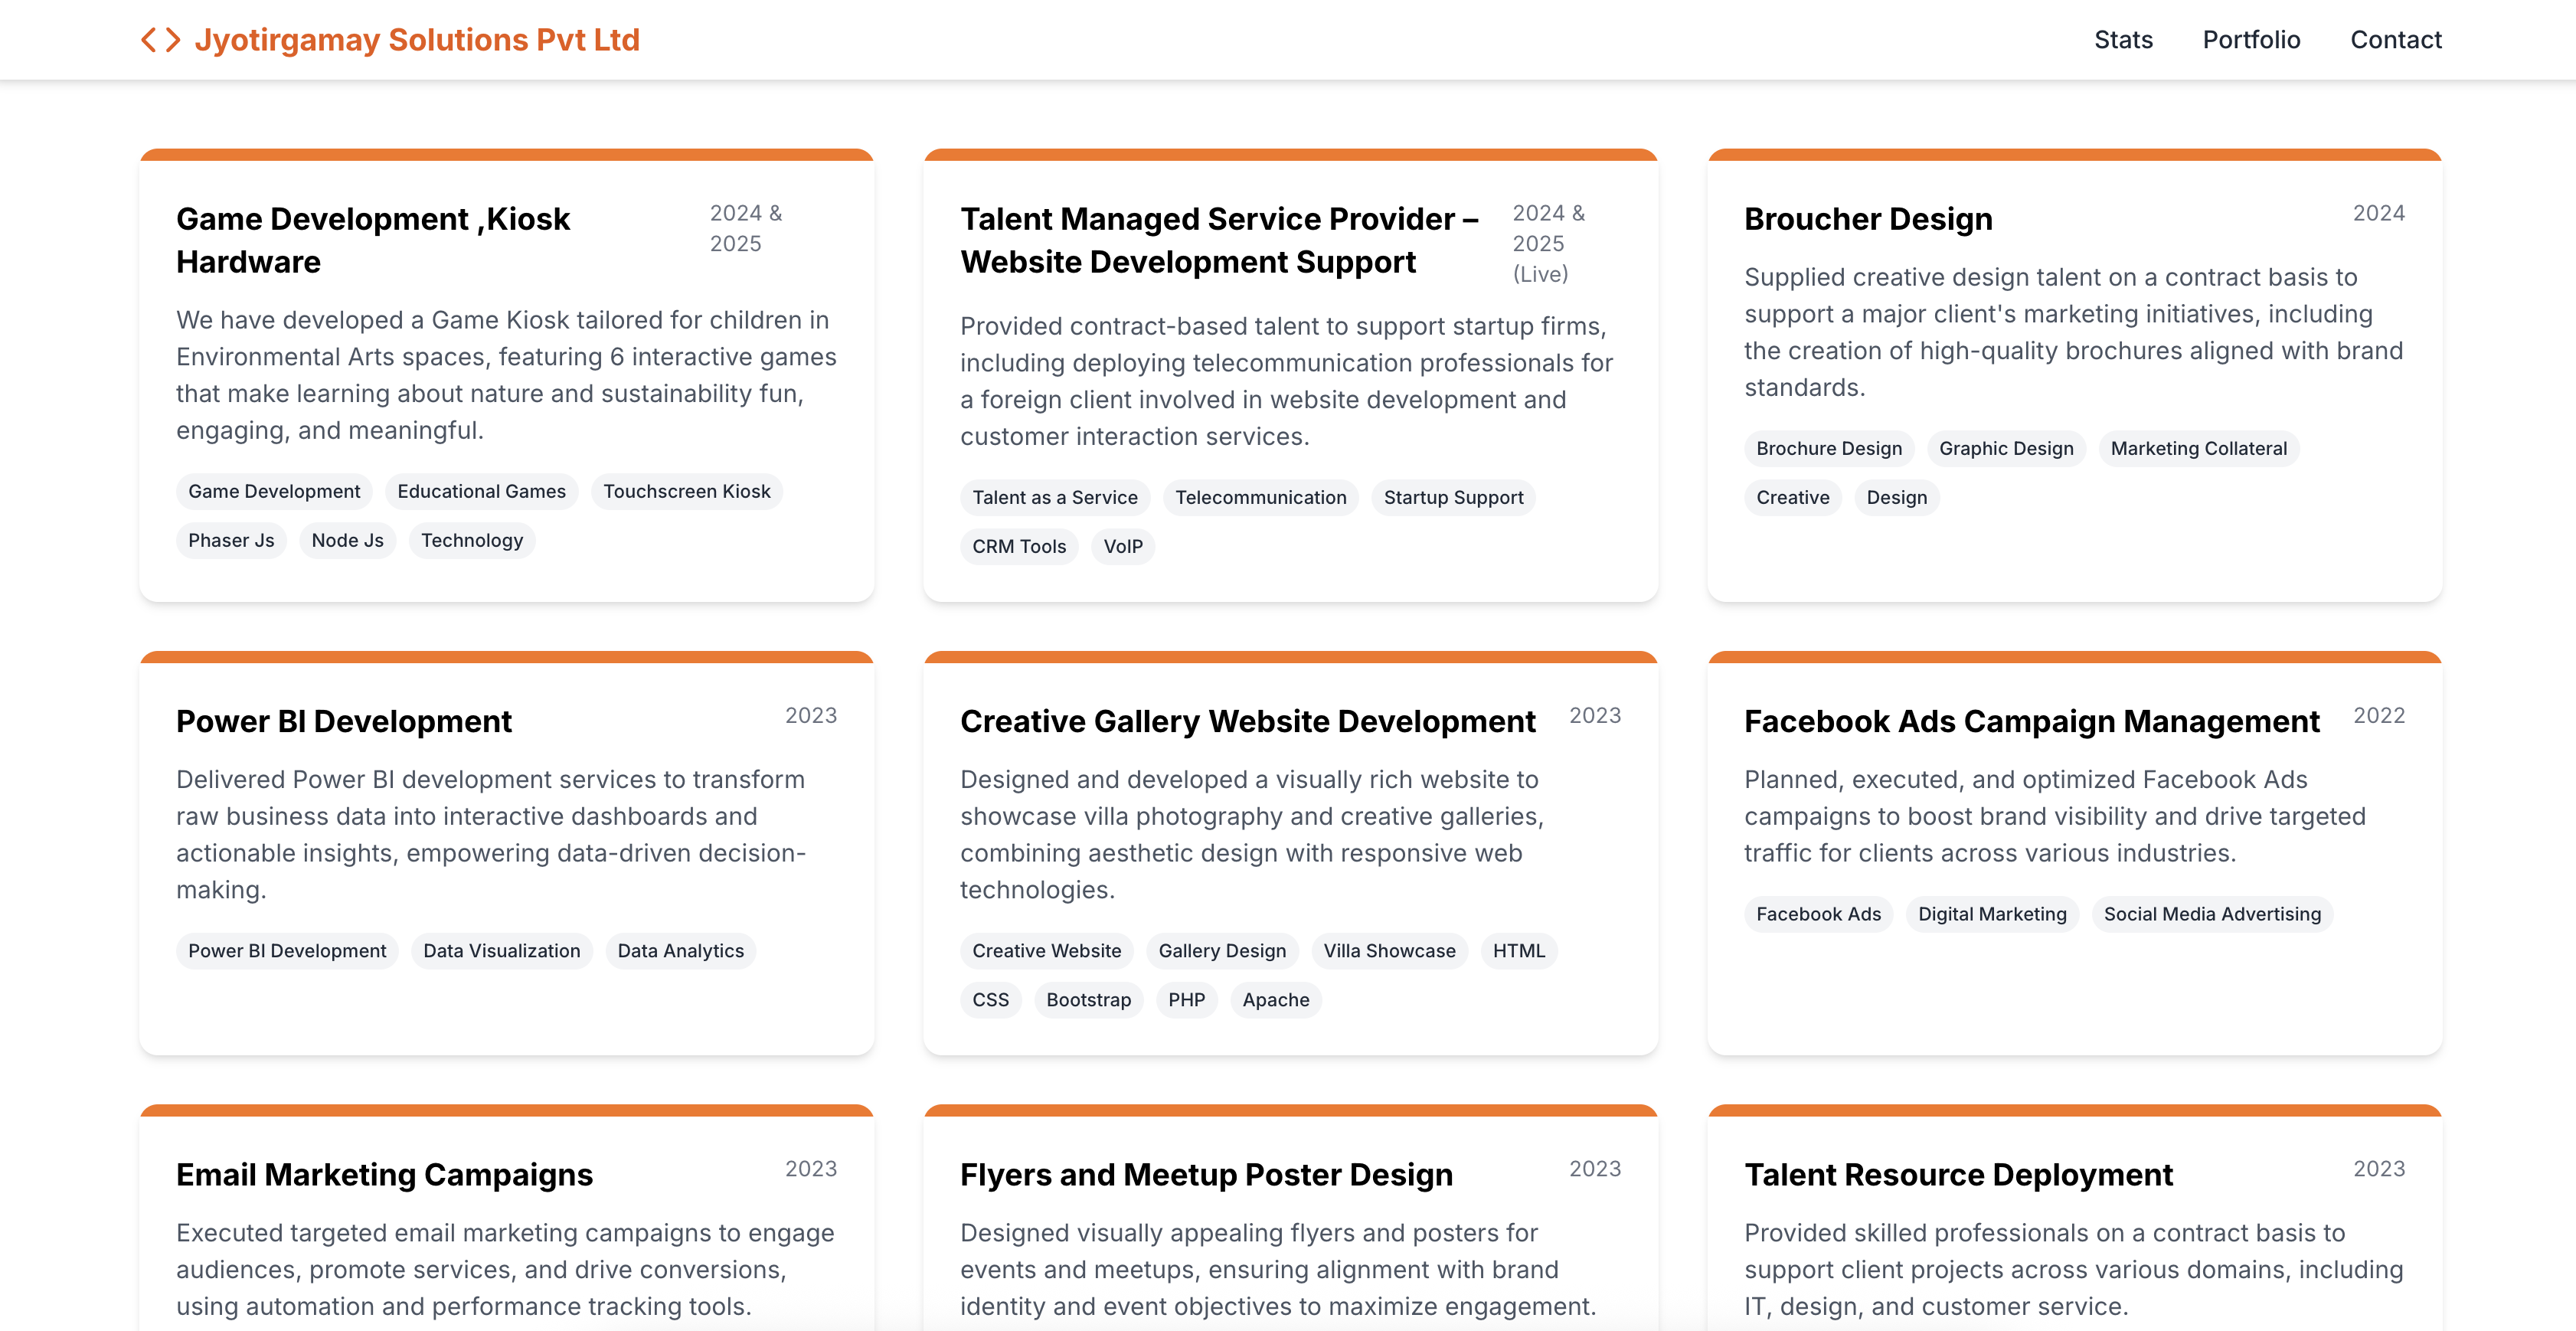 Jyotirgamay Solutions Pvt Ltd
Stats Portfolio Contact
Game Development ,Kiosk
Hardware
2024 &
2025
We have developed a Game Kiosk tailored for children in
Environmental Arts spaces, featuring 6 interactive games
that make learning about nature and sustainability fun,
engaging, and meaningful.
Game Development Educational Games Touchscreen Kiosk
Phaser Js Node Js Technology
Talent Managed Service Provider –
Website Development Support
2024 &
2025
(Live)
Provided contract-based talent to support startup firms,
including deploying telecommunication professionals for
a foreign client involved in website development and
customer interaction services.
Talent as a Service Telecommunication Startup Support
CRM Tools VoIP
Broucher Design
2024
Supplied creative design talent on a contract basis to
support a major client's marketing initiatives, including
the creation of high-quality brochures aligned with brand
standards.
Brochure Design Graphic Design Marketing Collateral
Creative Design
Power BI Development
2023
Delivered Power BI development services to transform
raw business data into interactive dashboards and
actionable insights, empowering data-driven decision-
making.
Power BI Development Data Visualization Data Analytics
Creative Gallery Website Development
2023
Designed and developed a visually rich website to
showcase villa photography and creative galleries,
combining aesthetic design with responsive web
technologies.
Creative Website Gallery Design Villa Showcase HTML
CSS Bootstrap PHP Apache
Facebook Ads Campaign Management
2022
Planned, executed, and optimized Facebook Ads
campaigns to boost brand visibility and drive targeted
traffic for clients across various industries.
Facebook Ads Digital Marketing Social Media Advertising
Email Marketing Campaigns
2023
Executed targeted email marketing campaigns to engage
audiences, promote services, and drive conversions,
using automation and performance tracking tools.
Flyers and Meetup Poster Design
2023
Designed visually appealing flyers and posters for
events and meetups, ensuring alignment with brand
identity and event objectives to maximize engagement.
Talent Resource Deployment
2023
Provided skilled professionals on a contract basis to
support client projects across various domains, including
IT, design, and customer service.